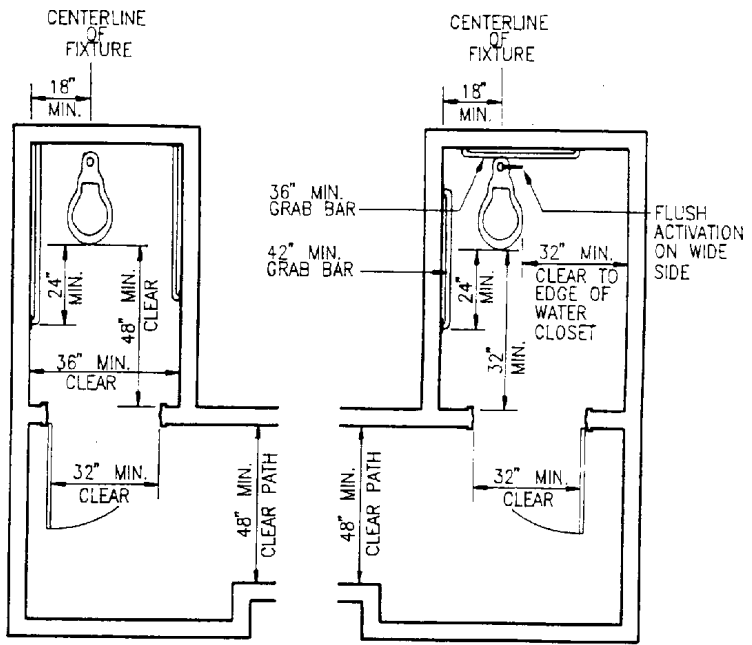 CENTERLINE
OF
FIXTURE
18"
MIN.
24"
MIN.
48" MIN.
CLEAR
36" MIN.
CLEAR
32" MIN.
CLEAR
48" MIN.
CLEAR PATH
CENTERLINE
OF
FIXTURE
18"
MIN.
36" MIN.
GRAB BAR
42" MIN.
GRAB BAR
FLUSH
ACTIVATION
ON WIDE
SIDE
32" MIN.
CLEAR TO
EDGE OF
WATER
CLOSET
24"
MIN.
32"
MIN.
32" MIN.
CLEAR
48" MIN.
CLEAR PATH